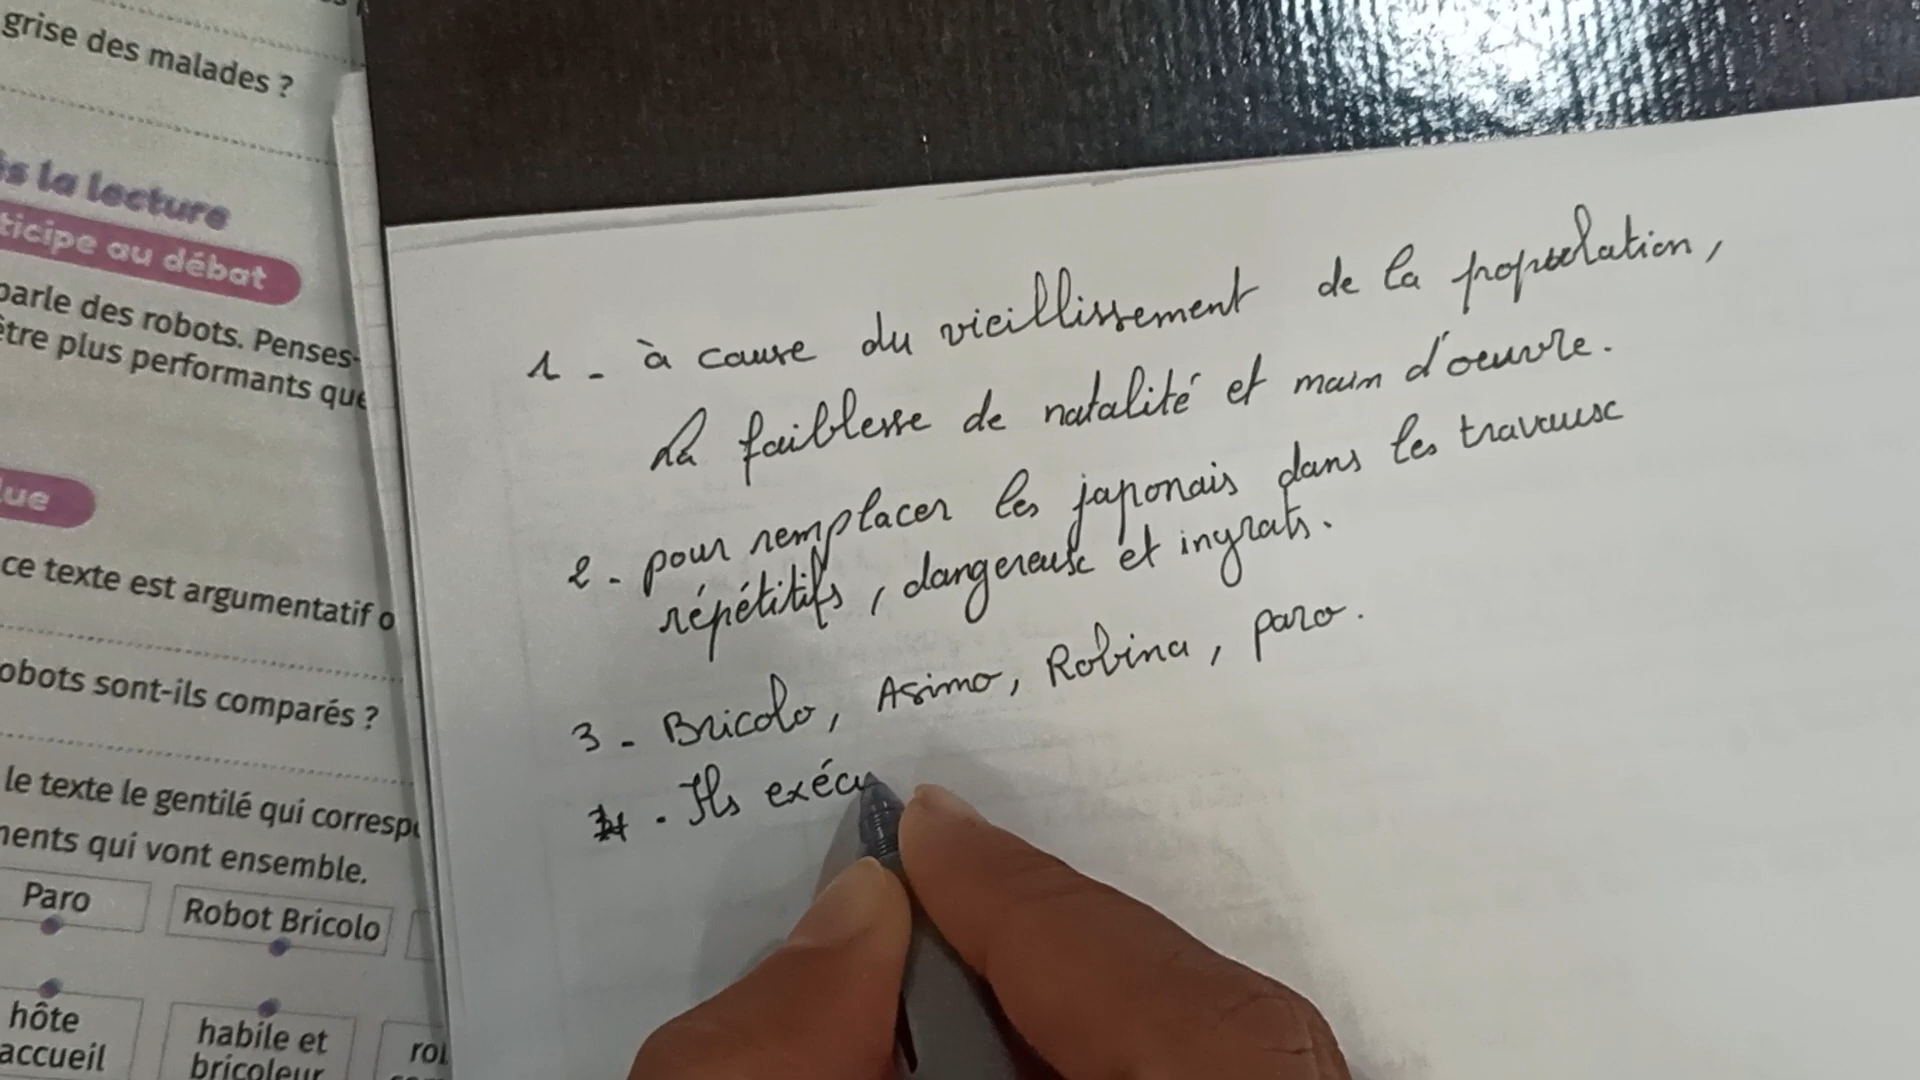 grise des malades ?
s la lecture
ticipe au débat
parle des robots. Penses-
être plus performants que
lue
ce texte est argumentatif o
obots sont-ils comparés ?
le texte le gentilé qui corresp
ments qui vont ensemble.
Paro
Robot Bricolo
hôte
accueil
habile et
bricoleur
1 - à cause du vieillissement de la population,
La faiblesse de natalité et main d'oeuvre.
2 - pour remplacer les japonais dans les travaux
répétitifs, dangereux et ingrats.
3 - Bricolo, Asimo, Robina, paro.
4 - Ils exécu